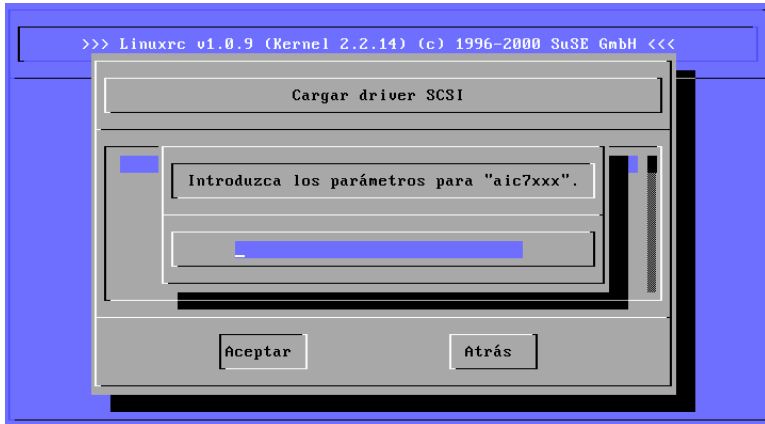 >>> Linuxrc v1.0.9 (Kernel 2.2.14) (c) 1996-2000 SuSE GmbH <<<
Cargar driver SCSI
Introduzca los parámetros para "aic7xxx".
Aceptar Atrás